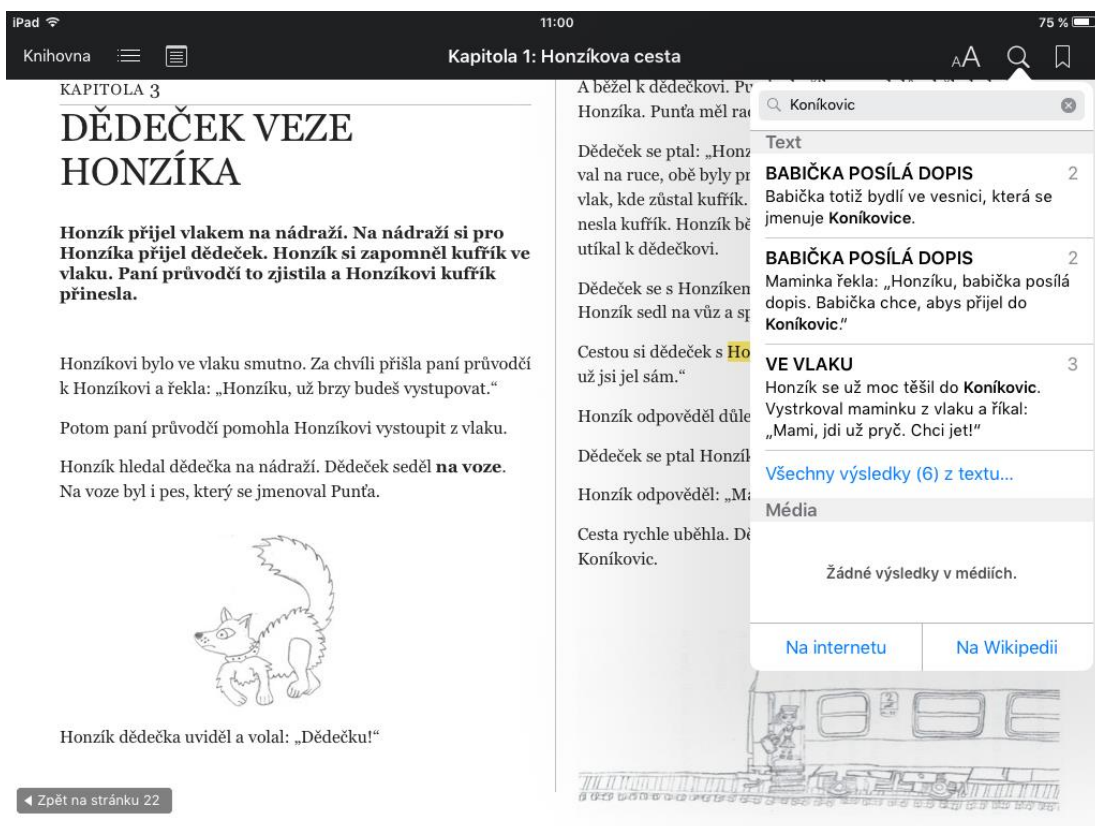 iPad
11:00
75 %
Knihovna
Kapitola 1: Honzíkova cesta
AA
KAPITOLA 3
DĚDEČEK VEZE
HONZÍKA
Honzík přijel vlakem na nádraží. Na nádraží si pro
Honzíka přijel dědeček. Honzík si zapomněl kufřík ve
vlaku. Paní průvodčí to zjistila a Honzíkovi kufřík
přinesla.
Honzíkovi bylo ve vlaku smutno. Za chvíli přišla paní průvodčí
k Honzíkovi a řekla: „Honzíku, už brzy budeš vystupovat.“
Potom paní průvodčí pomohla Honzíkovi vystoupit z vlaku.
Honzík hledal dědečka na nádraží. Dědeček seděl na voze.
Na voze byl i pes, který se jmenoval Punťa.
Honzík dědečka uviděl a volal: „Dědečku!“
Zpět na stránku 22
A běžel k dědečkovi.
Honzíka. Punťa měl
Dědeček se ptal:
val na ruce, obě byly
vlak, kde zůstal kufřík.
nesla kufřík. Honzík
utíkal k dědečkovi.
Dědeček se s
Honzík sedl na vůz a
Cestou si dědeček s
už jsi jel sám.“
Honzík odpověděl
Dědeček se ptal
Honzík odpověděl:
Cesta rychle uběhla.
Koníkovic.
Koníkovic
Text
BABIČKA POSÍLÁ DOPIS 2
Babička totiž bydlí ve vesnici, která se
jmenuje Koníkovice.
BABIČKA POSÍLÁ DOPIS 2
Maminka řekla: „Honzíku, babička posílá
dopis. Babička chce, abys přijel do
Koníkovic.“
VE VLAKU 3
Honzík se už moc těšil do Koníkovic.
Vystrkoval maminku z vlaku a říkal:
„Mami, jdi už pryč. Chci jet!“
Všechny výsledky (6) z textu...
Média
Žádné výsledky v médiích.
Na internetu
Na Wikipedii
2